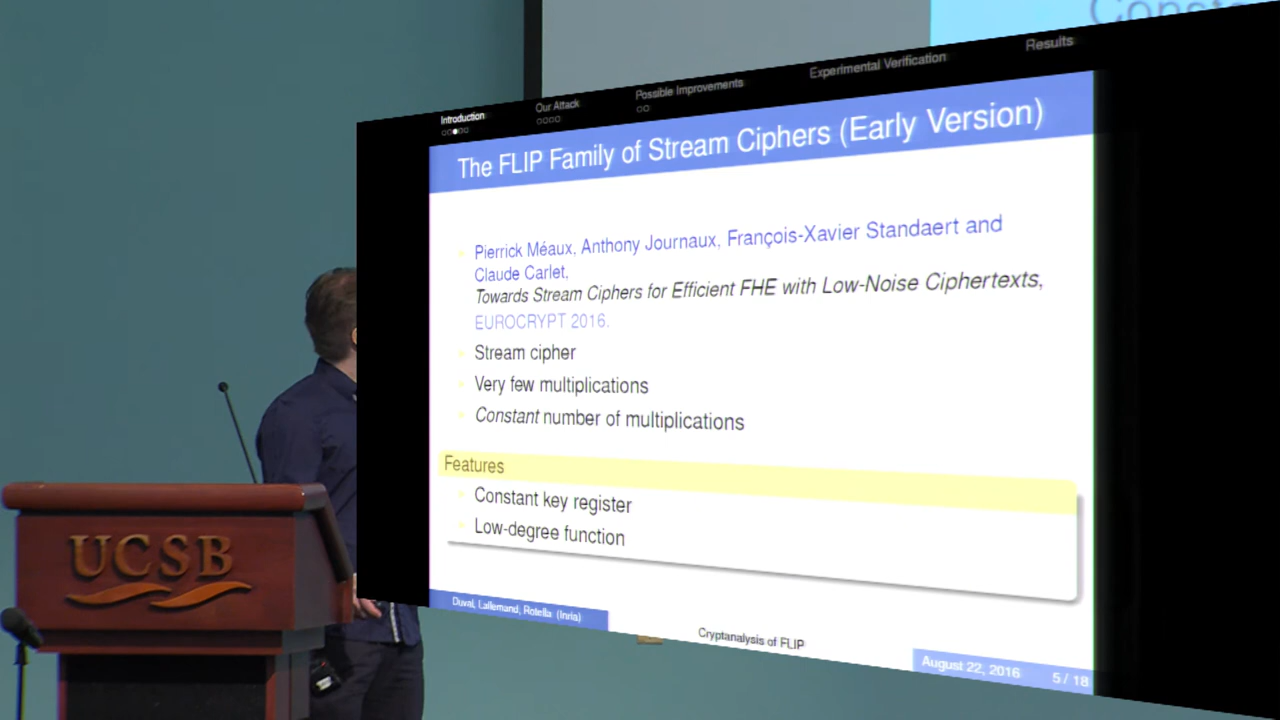 Const
Introduction
Our Attack
Possible Improvements
Experimental Verification
Results
The FLIP Family of Stream Ciphers (Early Version)
Pierrick Méaux, Anthony Journaux, François-Xavier Standaert and
Claude Carlet,
Towards Stream Ciphers for Efficient FHE with Low-Noise Ciphertexts,
EUROCRYPT 2016.
Stream cipher
Very few multiplications
Constant number of multiplications
Features
Constant key register
Low-degree function
Duval, Lallemand, Rotella (Inria)
Cryptanalysis of FLIP
August 22, 2016
5 / 18
UCSB